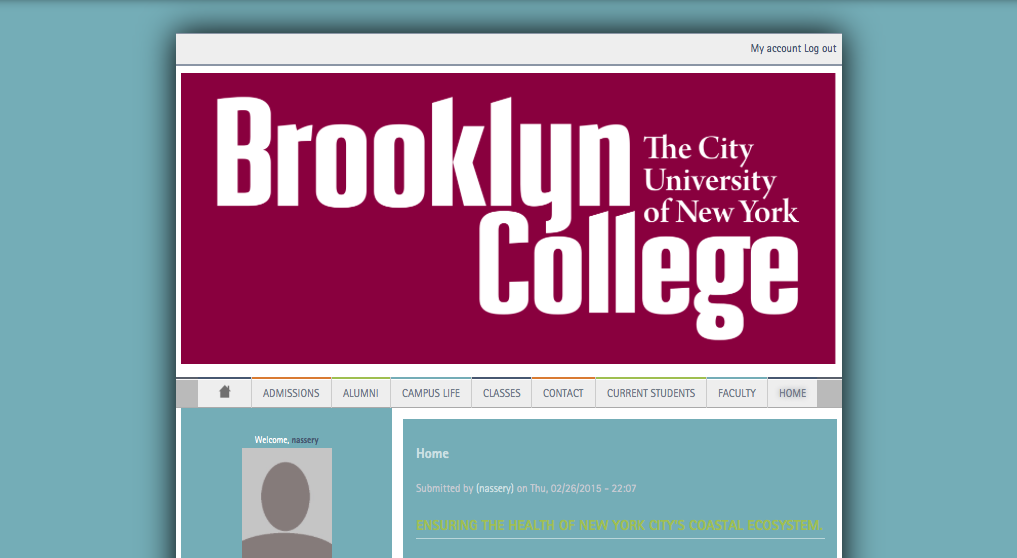 My account Log out
Brooklyn
College
The City
University
of New York
ADMISSIONS
ALUMNI
CAMPUS LIFE
CLASSES
CONTACT
CURRENT STUDENTS
FACULTY
HOME
Welcome, nassery
Home
Submitted by (nassery) on Thu, 02/26/2015 - 22:07
ENSURING THE HEALTH OF NEW YORK CITY'S COASTAL ECOSYSTEM.